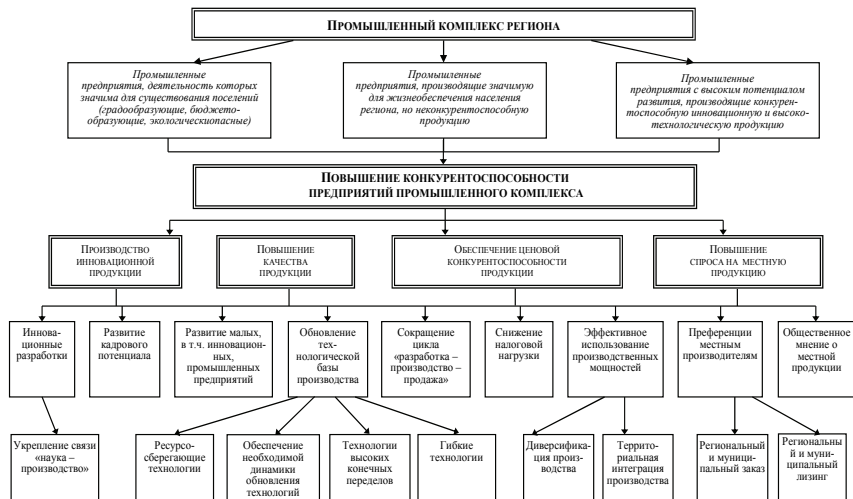 ПРОМЫШЛЕННЫЙ КОМПЛЕКС РЕГИОНА
Промышленные
предприятия, деятельность которых
значима для существования поселений
(градообразующие, бюджето-
образующие, экологическиопасные)
Промышленные
предприятия, производящие значимую
для жизнеобеспечения населения
региона, но неконкурентоспособную
продукцию
Промышленные
предприятия с высоким потенциалом
развития, производящие конкурен-
тоспособную инновационную и высоко-
технологическую продукцию
ПОВЫШЕНИЕ КОНКУРЕНТОСПОСОБНОСТИ
ПРЕДПРИЯТИЙ ПРОМЫШЛЕННОГО КОМПЛЕКСА
ПРОИЗВОДСТВО
ИННОВАЦИОННОЙ
ПРОДУКЦИИ
ПОВЫШЕНИЕ
КАЧЕСТВА
ПРОДУКЦИИ
ОБЕСПЕЧЕНИЕ ЦЕНОВОЙ
КОНКУРЕНТОСПОСОБНОСТИ
ПРОДУКЦИИ
ПОВЫШЕНИЕ
СПРОСА НА МЕСТНУЮ
ПРОДУКЦИЮ
Иннова-
ционные
разработки
Развитие
кадрового
потенциала
Развитие малых,
в т.ч. инновацион-
ных,
промышленных
предприятий
Обновление
тех-
нологической
базы
производства
Сокращение
цикла
«разработка –
производство –
продажа»
Снижение
налоговой
нагрузки
Эффективное
использование
производственных
мощностей
Преференции
местным
производителям
Общественное
мнение о
местной
продукции
Укрепление связи
«наука –
производство»
Ресурсо-
сберегающие
технологии
Обеспечение
необходимой
динамики
обновления
технологий
Технологии
высоких
конечных
переделов
Гибкие
технологии
Диверсифика-
ция произ-
водства
Террито-
риальная
интеграция
производства
Региональный
и муници-
пальный заказ
Региональны
й и муни-
ципальный
лизинг